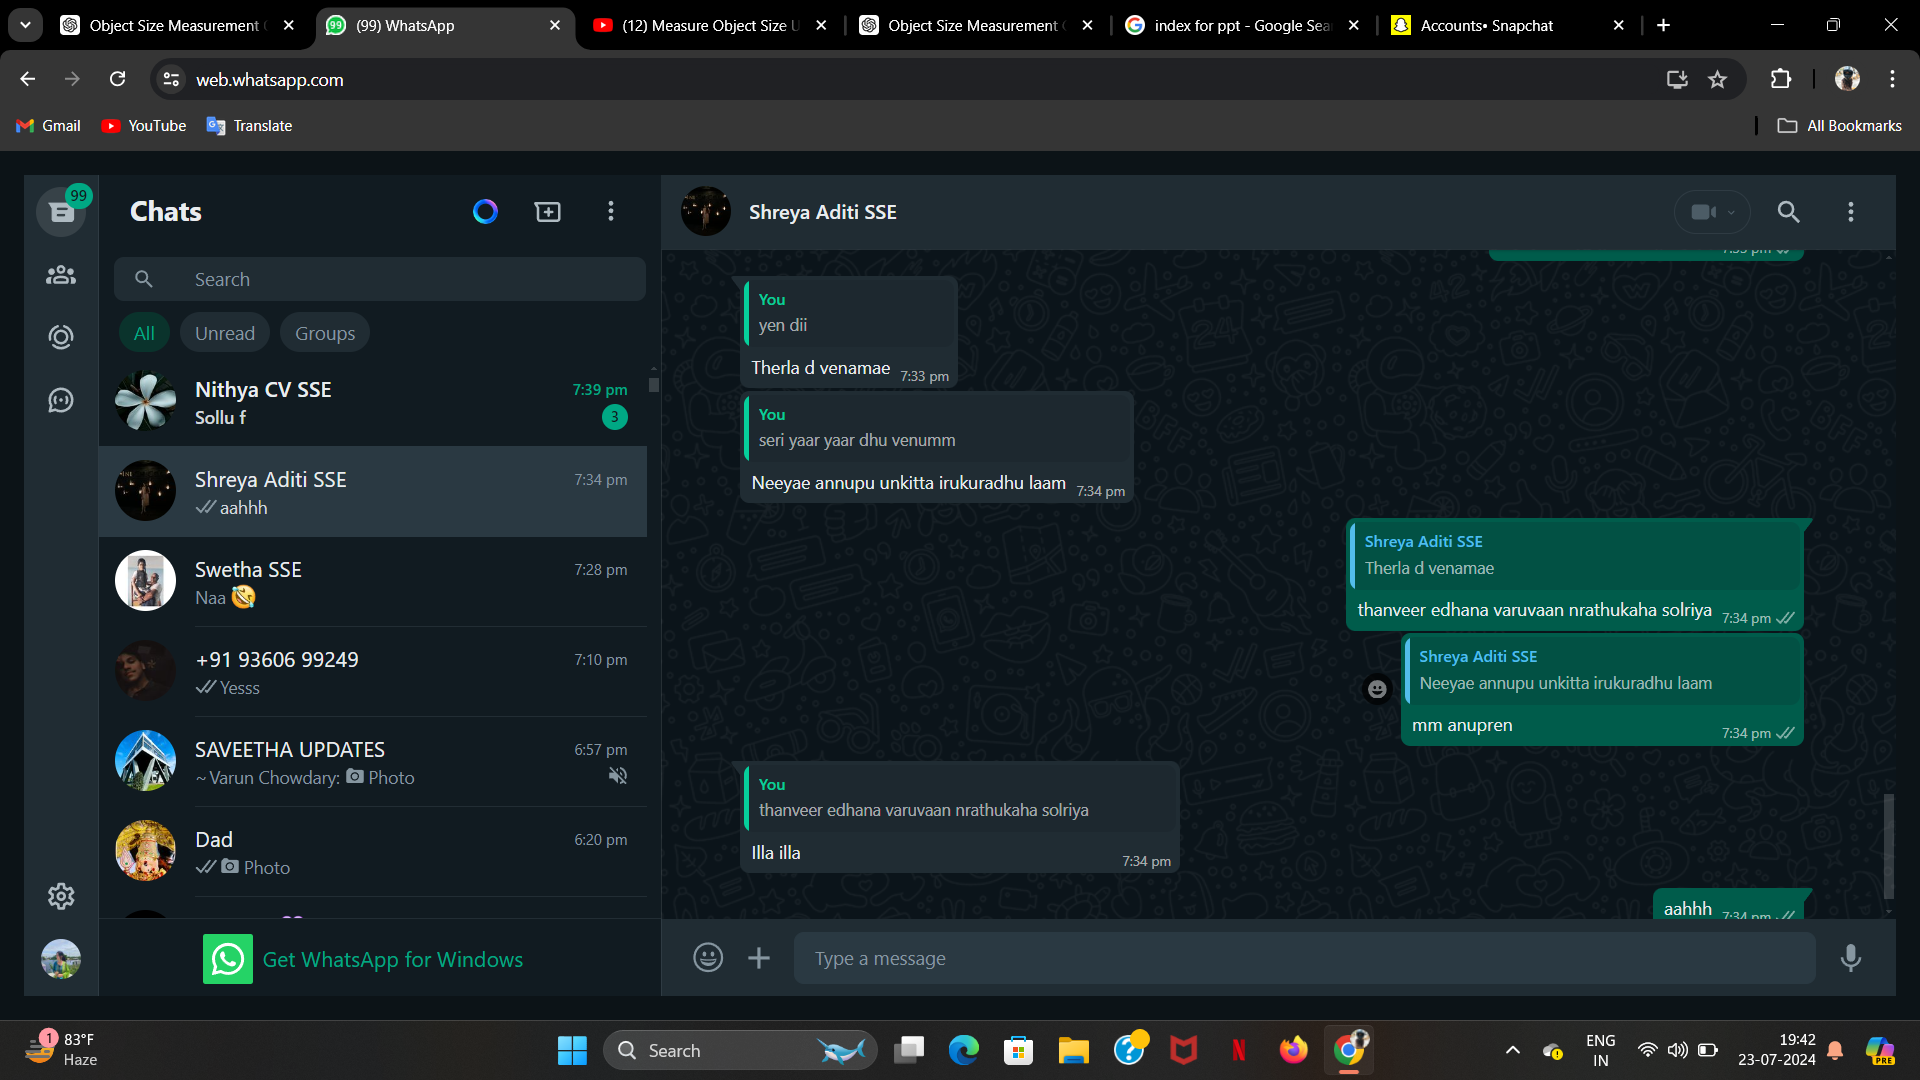 Object Size Measurement
(99) WhatsApp
(12) Measure Object Size U
Object Size Measurement
index for ppt - Google Sea
Accounts• Snapchat
web.whatsapp.com
Gmail
YouTube
Translate
All Bookmarks
99
Chats
Search
All
Unread
Groups
Nithya CV SSE
7:39 pm
Sollu f
3
Shreya Aditi SSE
7:34 pm
aahhh
Swetha SSE
7:28 pm
Naa 🤣
+91 93606 99249
7:10 pm
Yesss
SAVEETHA UPDATES
6:57 pm
~ Varun Chowdary: Photo
Dad
6:20 pm
Photo
Get WhatsApp for Windows
Shreya Aditi SSE
You
yen dii
Therla d venamae 7:33 pm
You
seri yaar yaar dhu venumm
Neeyae annupu unkitta irukuradhu laam 7:34 pm
Shreya Aditi SSE
Therla d venamae
thanveer edhana varuvaan nrathukaha solriya 7:34 pm
Shreya Aditi SSE
Neeyae annupu unkitta irukuradhu laam
mm anupren 7:34 pm
You
thanveer edhana varuvaan nrathukaha solriya
Illa illa 7:34 pm
aahhh 7:34 pm
Type a message
1
83°F
Haze
Search
ENG
IN
19:42
23-07-2024
PRE